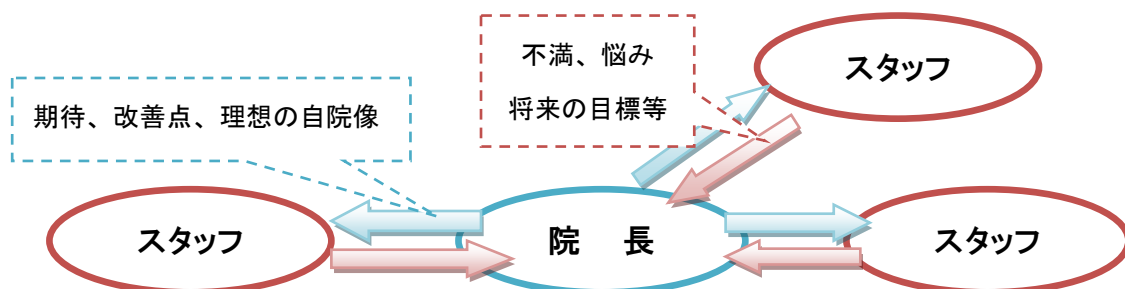 不満、悩み
将来の目標等
スタッフ
期待、改善点、理想の自院像
スタッフ
院　長
スタッフ